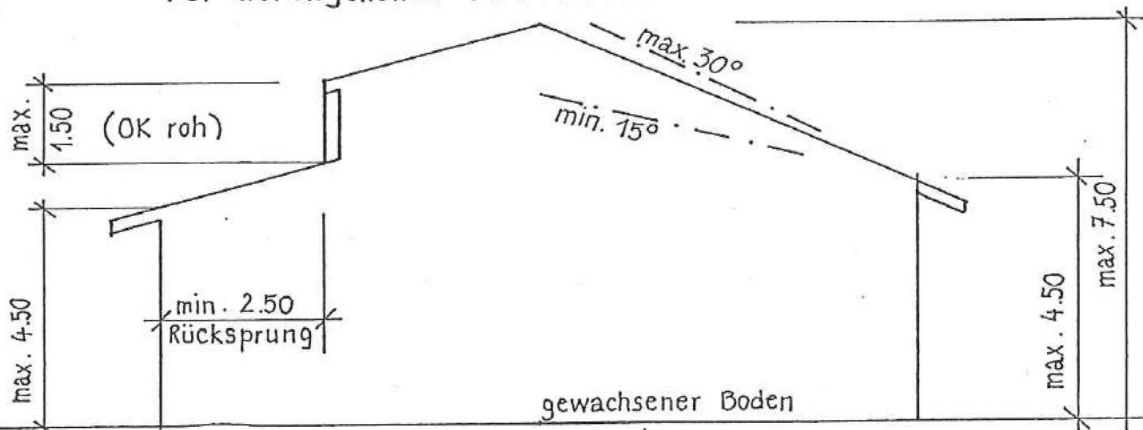 max. 30°
min. 15°
max.
1.50
(OK roh)
max. 4.50
min. 2.50
Rücksprung
gewachsener Boden
max. 4.50
max. 7.50